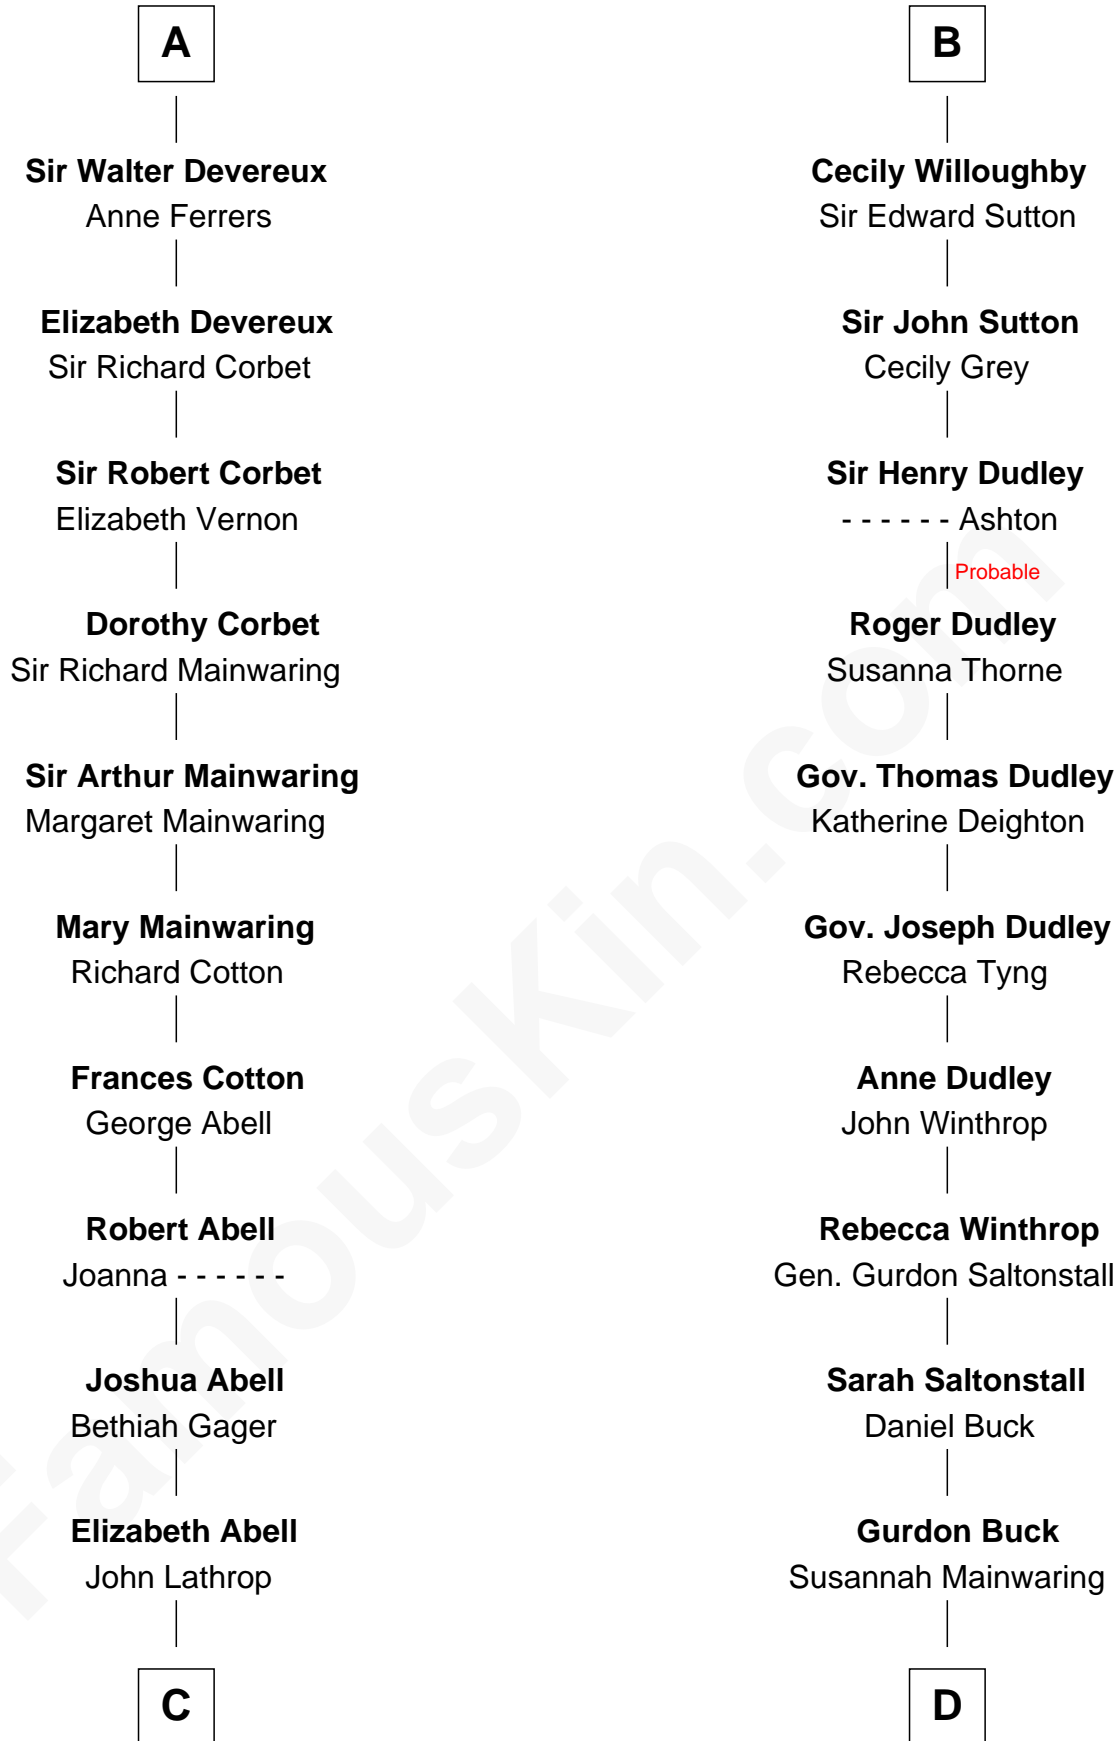 A
Sir Walter Devereux
Anne Ferrers
Elizabeth Devereux
Sir Richard Corbet
Sir Robert Corbet
Elizabeth Vernon
Dorothy Corbet
Sir Richard Mainwaring
Sir Arthur Mainwaring
Margaret Mainwaring
Mary Mainwaring
Richard Cotton
Frances Cotton
George Abell
Robert Abell
Joanna - - - - - -
Joshua Abell
Bethiah Gager
Elizabeth Abell
John Lathrop
C
B
Cecily Willoughby
Sir Edward Sutton
Sir John Sutton
Cecily Grey
Sir Henry Dudley
- - - - - - Ashton
Probable
Roger Dudley
Susanna Thorne
Gov. Thomas Dudley
Katherine Deighton
Gov. Joseph Dudley
Rebecca Tyng
Anne Dudley
John Winthrop
Rebecca Winthrop
Gen. Gurdon Saltonstall
Sarah Saltonstall
Daniel Buck
Gurdon Buck
Susannah Mainwaring
D
FamousKin.com